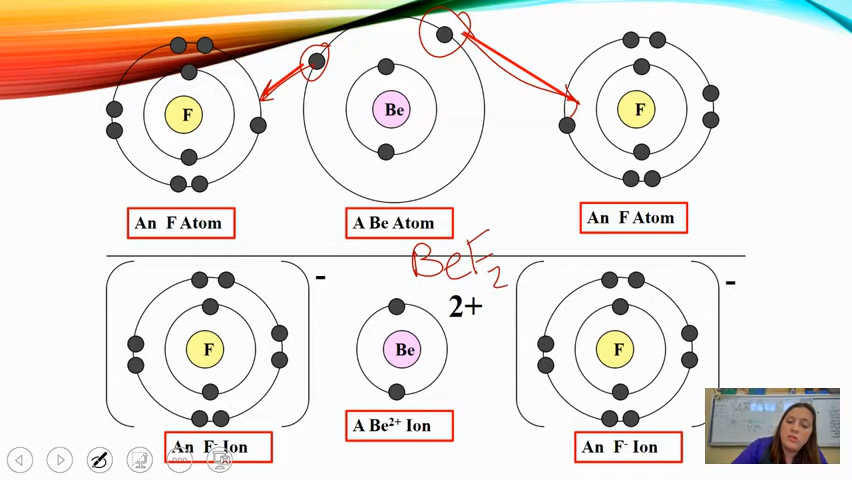 F
Be
F
An F Atom
A Be Atom
An F Atom
BeF₂
-
2+
-
F
Be
F
A Be²⁺ Ion
An F⁻ Ion
An F⁻ Ion